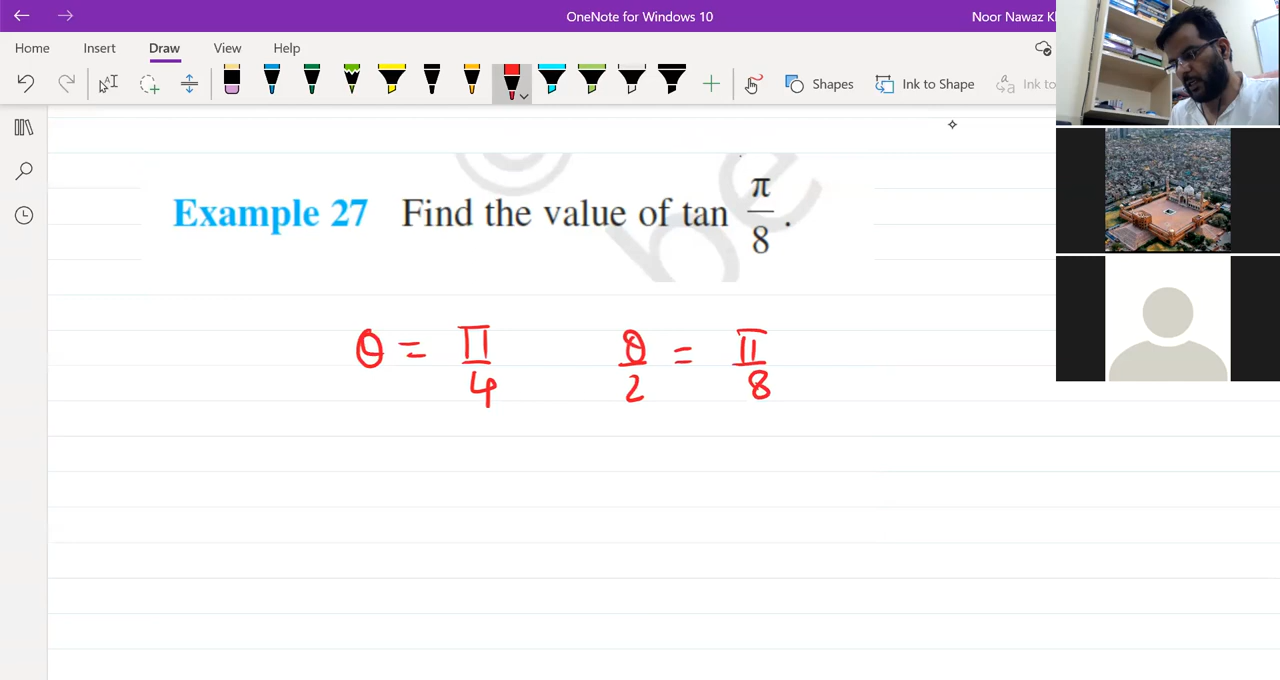 OneNote for Windows 10
Noor Nawaz Kh
Home Insert Draw View Help
Shapes Ink to Shape Ink to
Example 27 Find the value of tan π/8.
θ = π/4 θ/2 = π/8